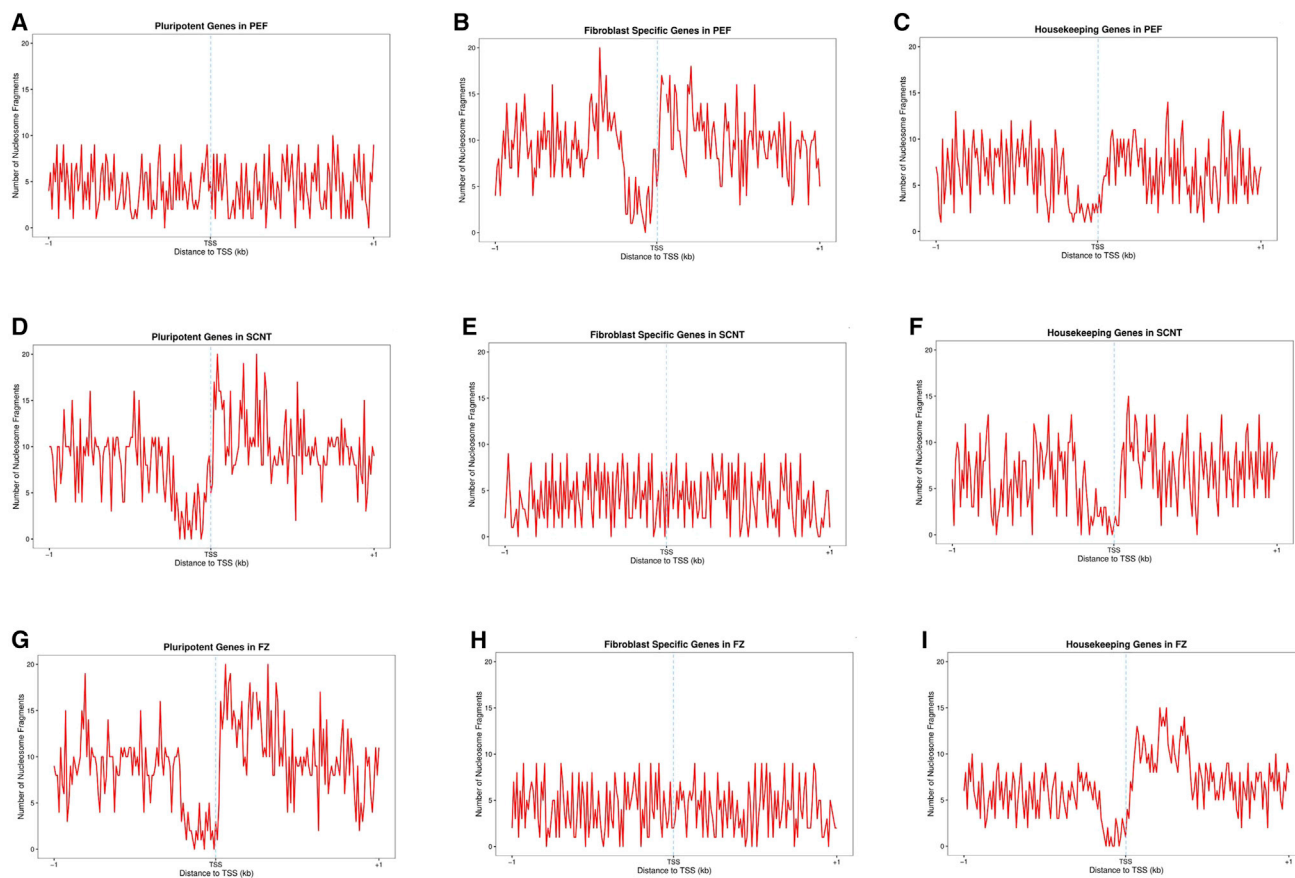 A
Pluripotent Genes in PEF
20
15
10
5
0
Number of Nucleosome Fragments
−1
TSS
+1
Distance to TSS (kb)
B
Fibroblast Specific Genes in PEF
20
15
10
5
0
Number of Nucleosome Fragments
−1
TSS
+1
Distance to TSS (kb)
C
Housekeeping Genes in PEF
20
15
10
5
0
Number of Nucleosome Fragments
−1
TSS
+1
Distance to TSS (kb)
D
Pluripotent Genes in SCNT
20
15
10
5
0
Number of Nucleosome Fragments
−1
TSS
+1
Distance to TSS (kb)
E
Fibroblast Specific Genes in SCNT
20
15
10
5
0
Number of Nucleosome Fragments
−1
TSS
+1
Distance to TSS (kb)
F
Housekeeping Genes in SCNT
20
15
10
5
0
Number of Nucleosome Fragments
−1
TSS
+1
Distance to TSS (kb)
G
Pluripotent Genes in FZ
20
15
10
5
0
Number of Nucleosome Fragments
−1
TSS
+1
Distance to TSS (kb)
H
Fibroblast Specific Genes in FZ
20
15
10
5
0
Number of Nucleosome Fragments
−1
TSS
+1
Distance to TSS (kb)
I
Housekeeping Genes in FZ
20
15
10
5
0
Number of Nucleosome Fragments
−1
TSS
+1
Distance to TSS (kb)